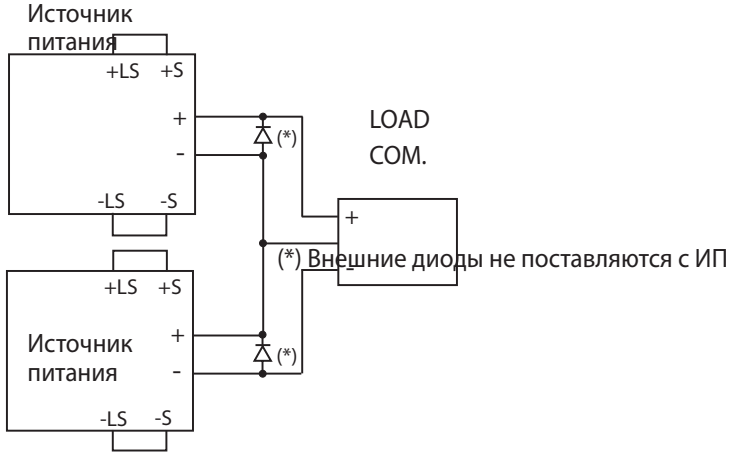 Источник
питания
+LS +S
+
-
-LS -S
(*)
LOAD
COM.
+
(*) Внешние диоды не поставляются с ИП
-
+LS +S
Источник
питания
+
-
(*)
-LS -S